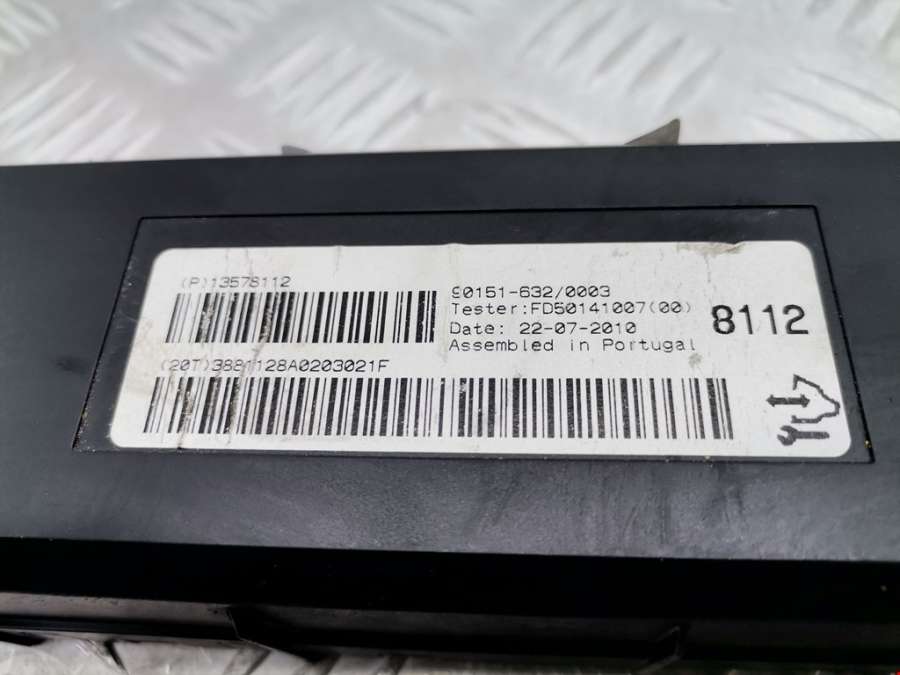 (P)13578112
90151-632/0003
Tester:FD50141007(00)
8112
Date: 22-07-2010
Assembled in Portugal
(20T)3881128A0203021F